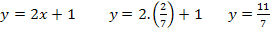 y = 2x + 1 y = 2.(2/7) + 1 y = 11/7